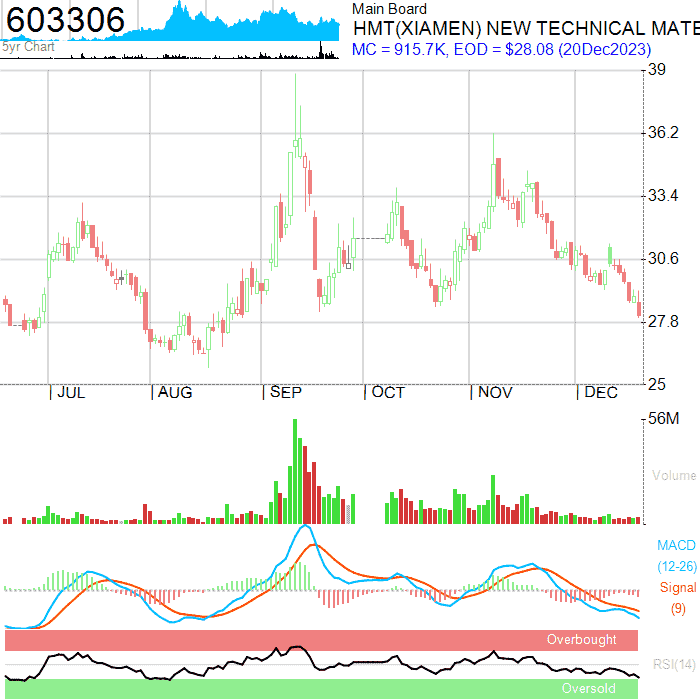 603306
5yr Chart
Main Board
HMT(XIAMEN) NEW TECHNICAL MATE
MC = 915.7K, EOD = $28.08 (20Dec2023)
39
36.2
33.4
30.6
27.8
25
JUL AUG SEP OCT NOV DEC
56M
Volume
MACD
(12-26)
Signal
(9)
Overbought
RSI(14)
Oversold